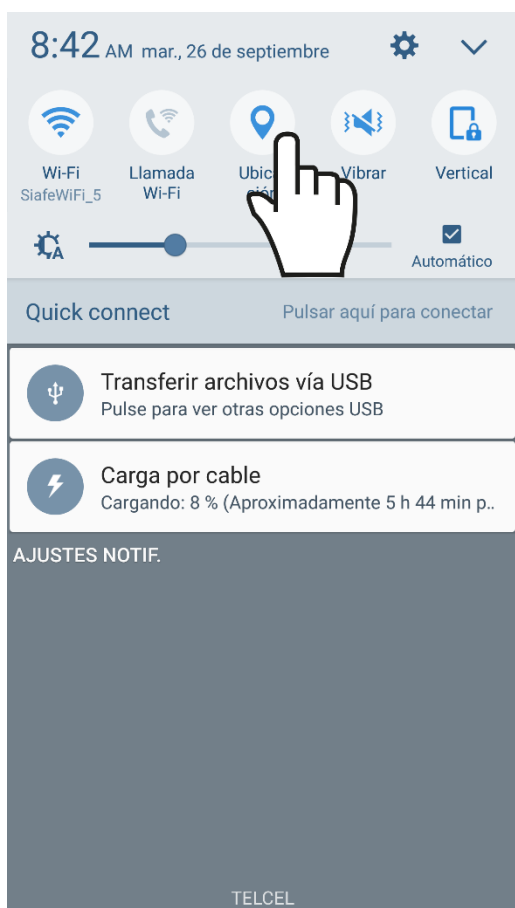 8:42 AM mar., 26 de septiembre
Wi-Fi Llamada Ubic Vibrar Vertical
SiafeWiFi_5 Wi-Fi ión
A
Automático
Quick connect Pulsar aquí para conectar
Transferir archivos vía USB
Pulse para ver otras opciones USB
Carga por cable
Cargando: 8 % (Aproximadamente 5 h 44 min p..
AJUSTES NOTIF.
TELCEL